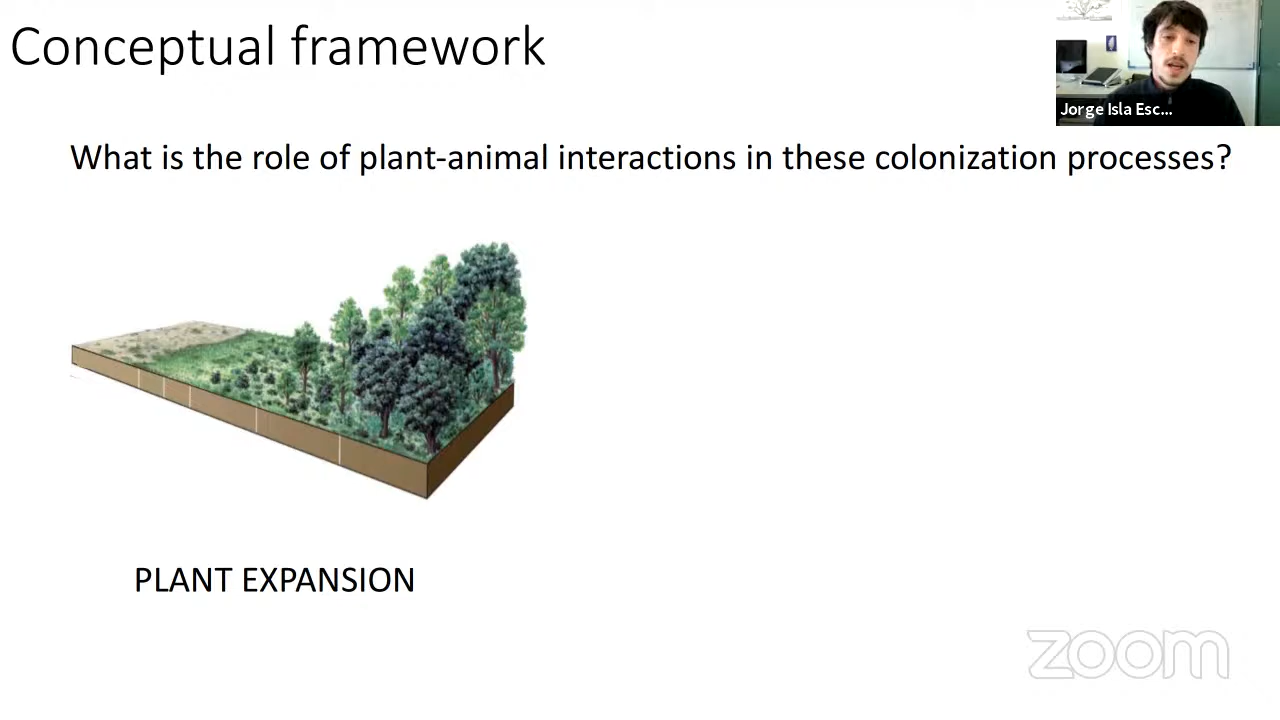 Conceptual framework
Jorge Isla Esc...
What is the role of plant-animal interactions in these colonization processes?
PLANT EXPANSION
zoom